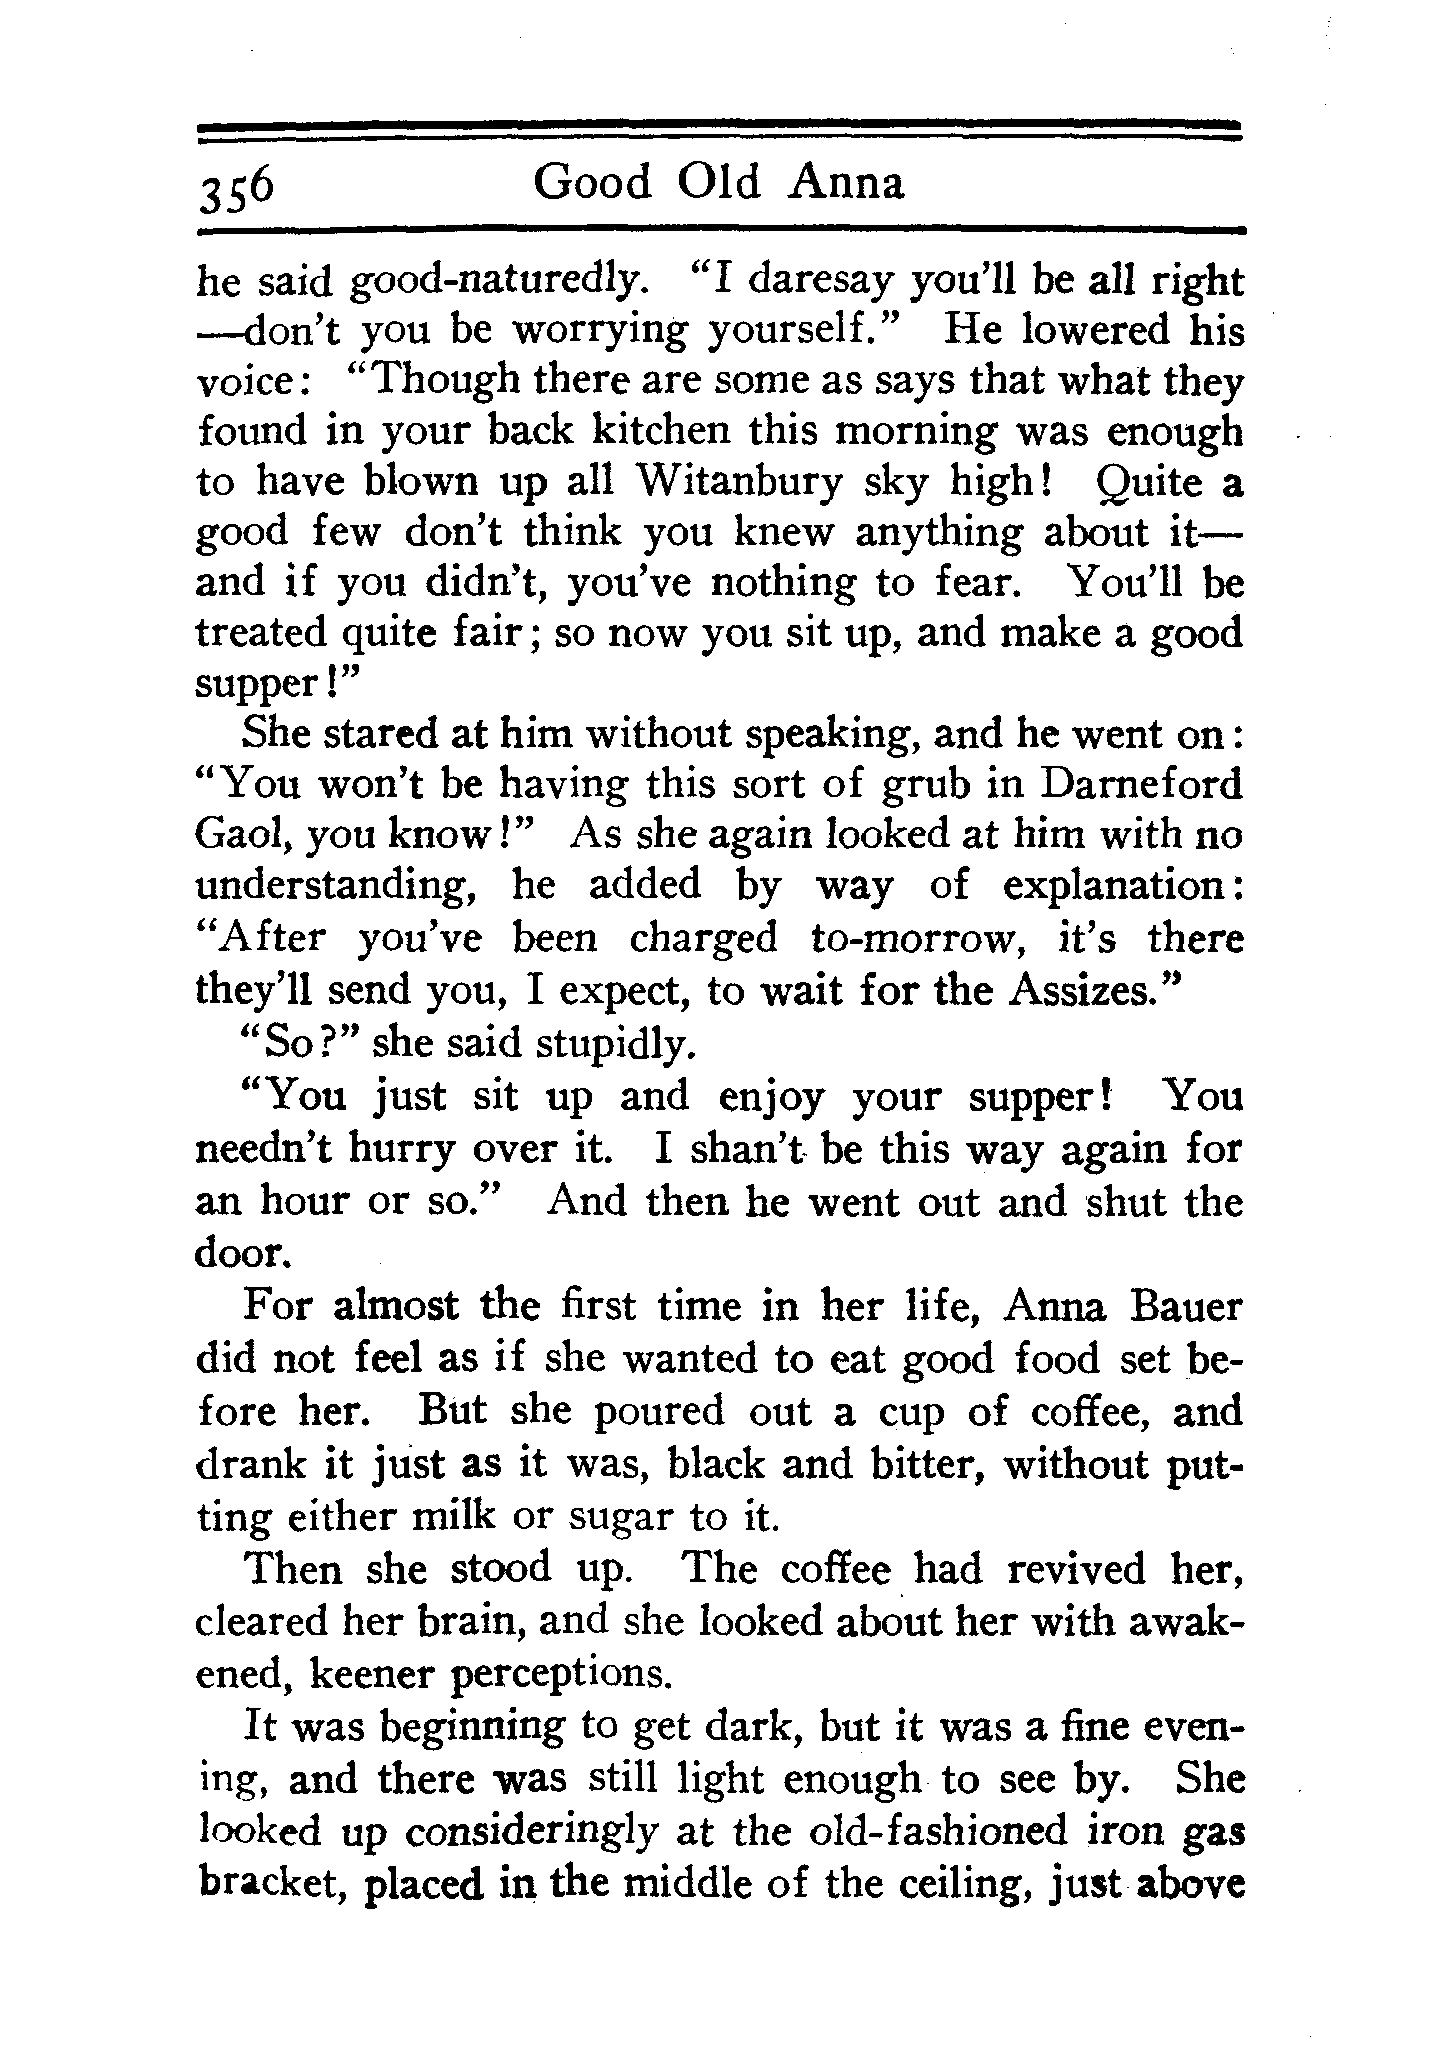 356 Good Old Anna
he said good-naturedly. "I daresay you'll be all right
—don't you be worrying yourself." He lowered his
voice: "Though there are some as says that what they
found in your back kitchen this morning was enough
to have blown up all Witanbury sky high! Quite a
good few don't think you knew anything about it—
and if you didn't, you've nothing to fear. You'll be
treated quite fair; so now you sit up, and make a good
supper!"
She stared at him without speaking, and he went on:
"You won't be having this sort of grub in Darneford
Gaol, you know!" As she again looked at him with no
understanding, he added by way of explanation:
"After you've been charged to-morrow, it's there
they'll send you, I expect, to wait for the Assizes."
"So?" she said stupidly.
"You just sit up and enjoy your supper! You
needn't hurry over it. I shan't be this way again for
an hour or so." And then he went out and shut the
door.
For almost the first time in her life, Anna Bauer
did not feel as if she wanted to eat good food set be-
fore her. But she poured out a cup of coffee, and
drank it just as it was, black and bitter, without put-
ting either milk or sugar to it.
Then she stood up. The coffee had revived her,
cleared her brain, and she looked about her with awak-
ened, keener perceptions.
It was beginning to get dark, but it was a fine even-
ing, and there was still light enough to see by. She
looked up consideringly at the old-fashioned iron gas
bracket, placed in the middle of the ceiling, just above